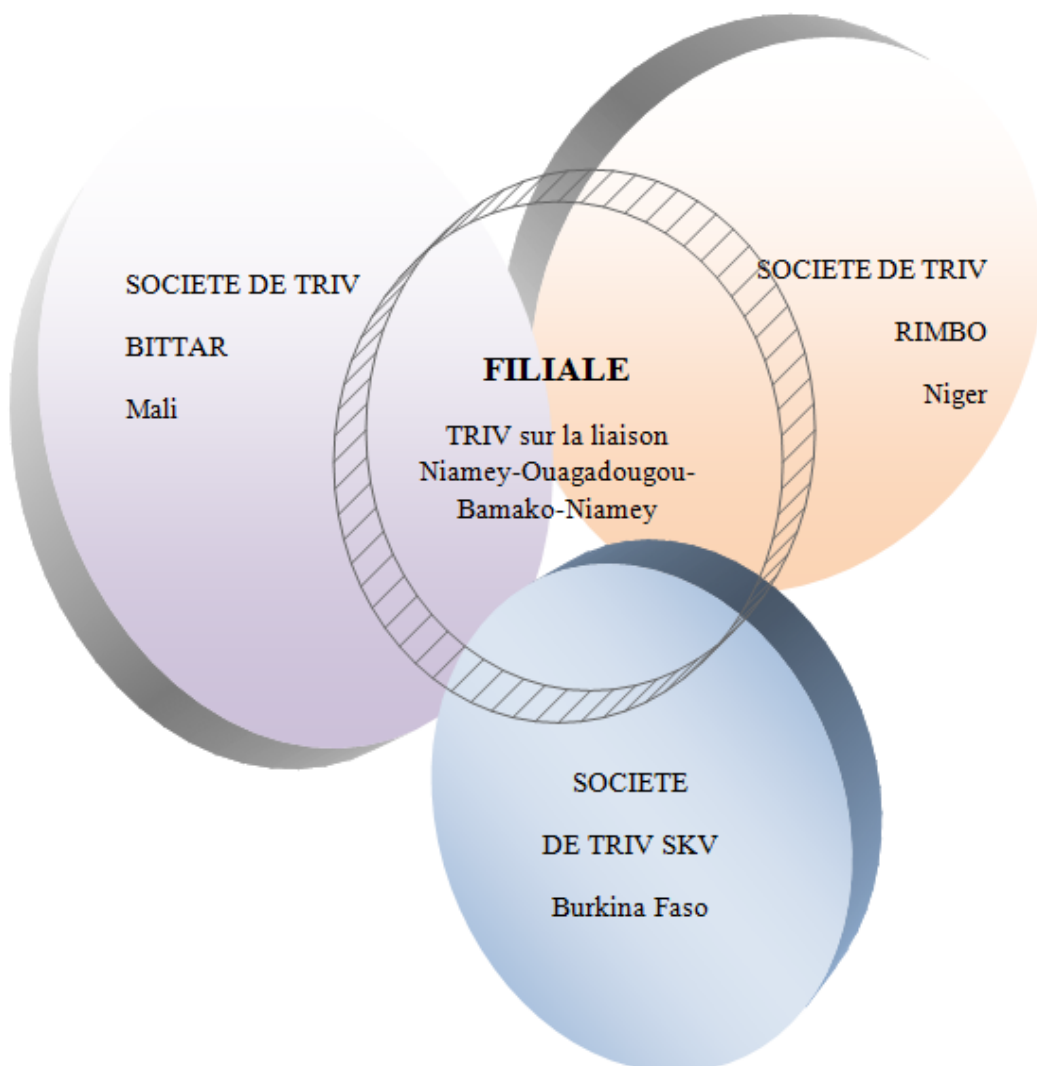 SOCIETE DE TRIV
BITTAR
Mali
SOCIETE DE TRIV
RIMBO
Niger
FILIALE
TRIV sur la liaison
Niamey-Ouagadougou-
Bamako-Niamey
SOCIETE
DE TRIV SKV
Burkina Faso